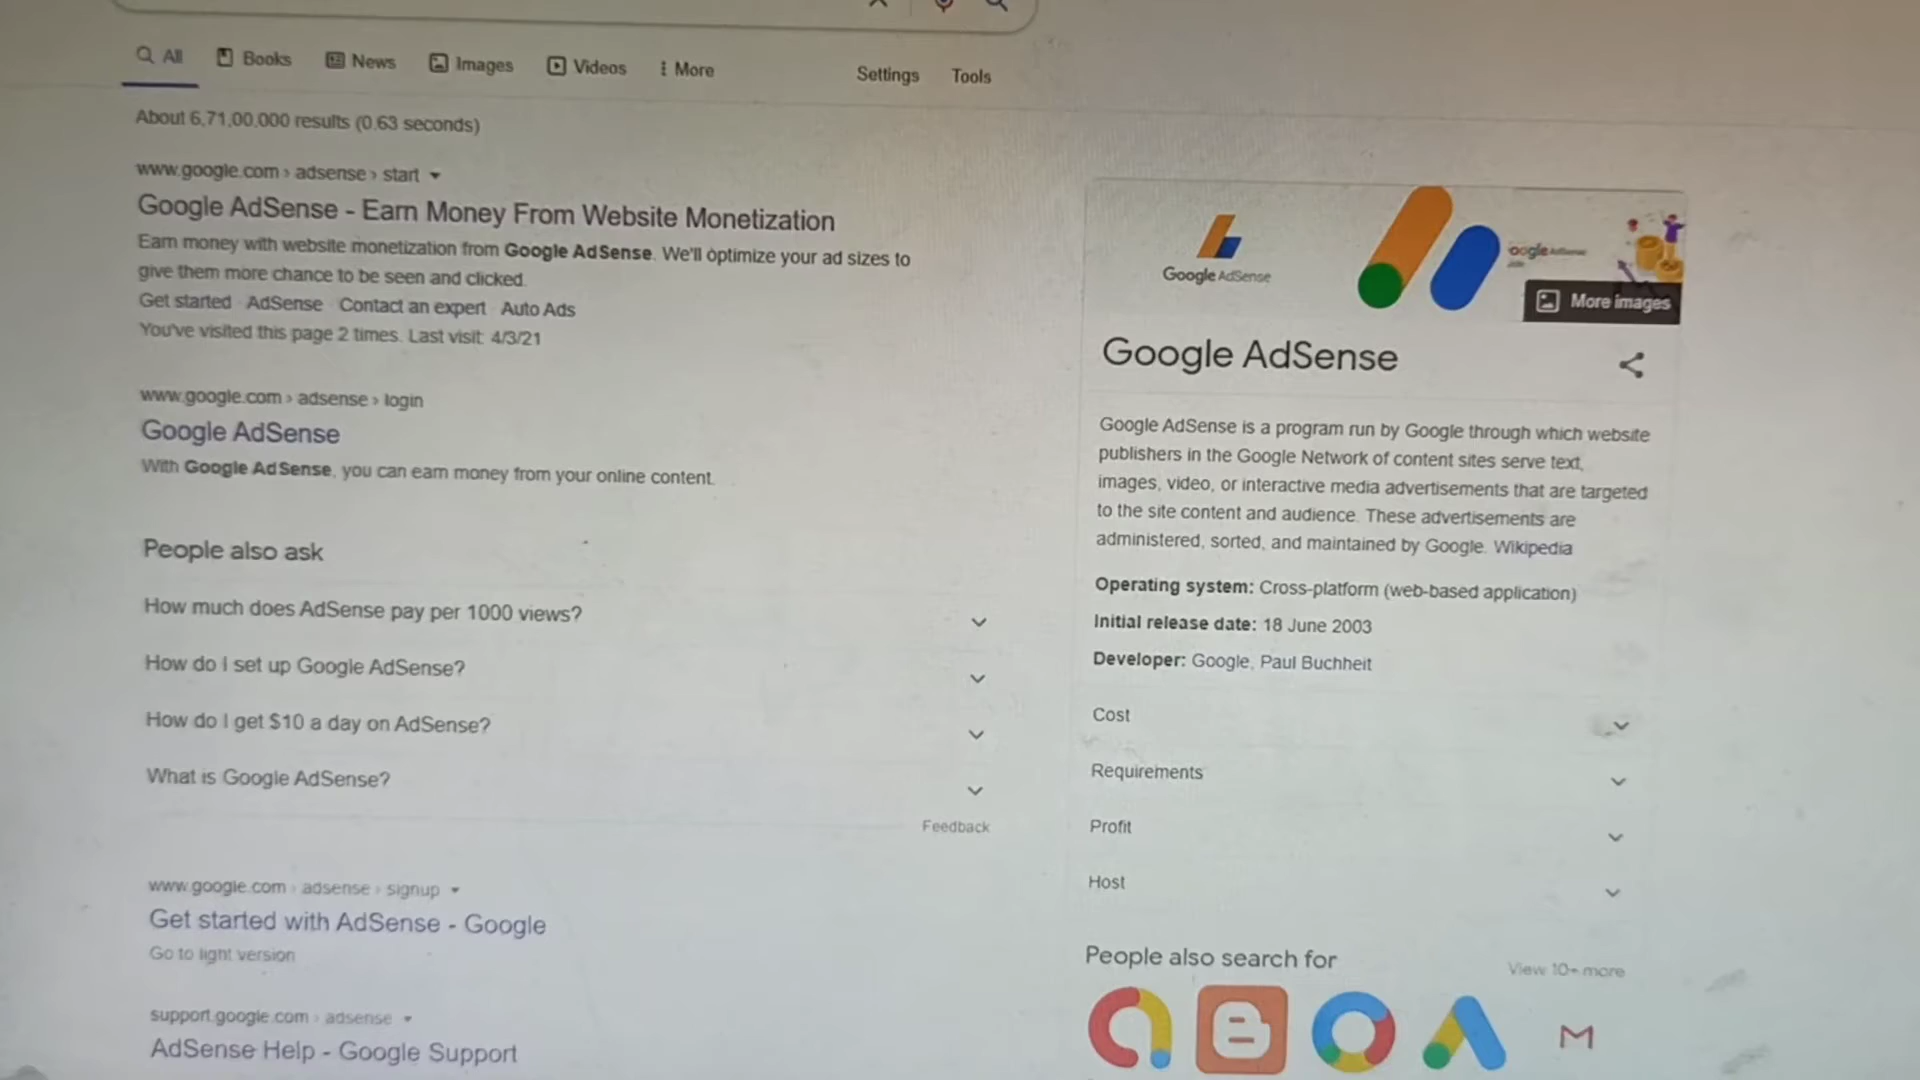 All Books News Images Videos More Settings Tools
About 6,71,00,000 results (0.63 seconds)
www.google.com › adsense › start
Google AdSense - Earn Money From Website Monetization
Earn money with website monetization from Google AdSense. We'll optimize your ad sizes to
give them more chance to be seen and clicked.
Get started · AdSense · Contact an expert · Auto Ads
You've visited this page 2 times. Last visit: 4/3/21
www.google.com › adsense › login
Google AdSense
With Google AdSense, you can earn money from your online content.
People also ask
How much does AdSense pay per 1000 views?
How do I set up Google AdSense?
How do I get $10 a day on AdSense?
What is Google AdSense?
Feedback
www.google.com › adsense › signup
Get started with AdSense - Google
Go to light version
support.google.com › adsense
AdSense Help - Google Support
Google AdSense
oogle AdSense
More images
Google AdSense
Google AdSense is a program run by Google through which website
publishers in the Google Network of content sites serve text,
images, video, or interactive media advertisements that are targeted
to the site content and audience. These advertisements are
administered, sorted, and maintained by Google. Wikipedia
Operating system: Cross-platform (web-based application)
Initial release date: 18 June 2003
Developer: Google, Paul Buchheit
Cost
Requirements
Profit
Host
People also search for
View 10+ more